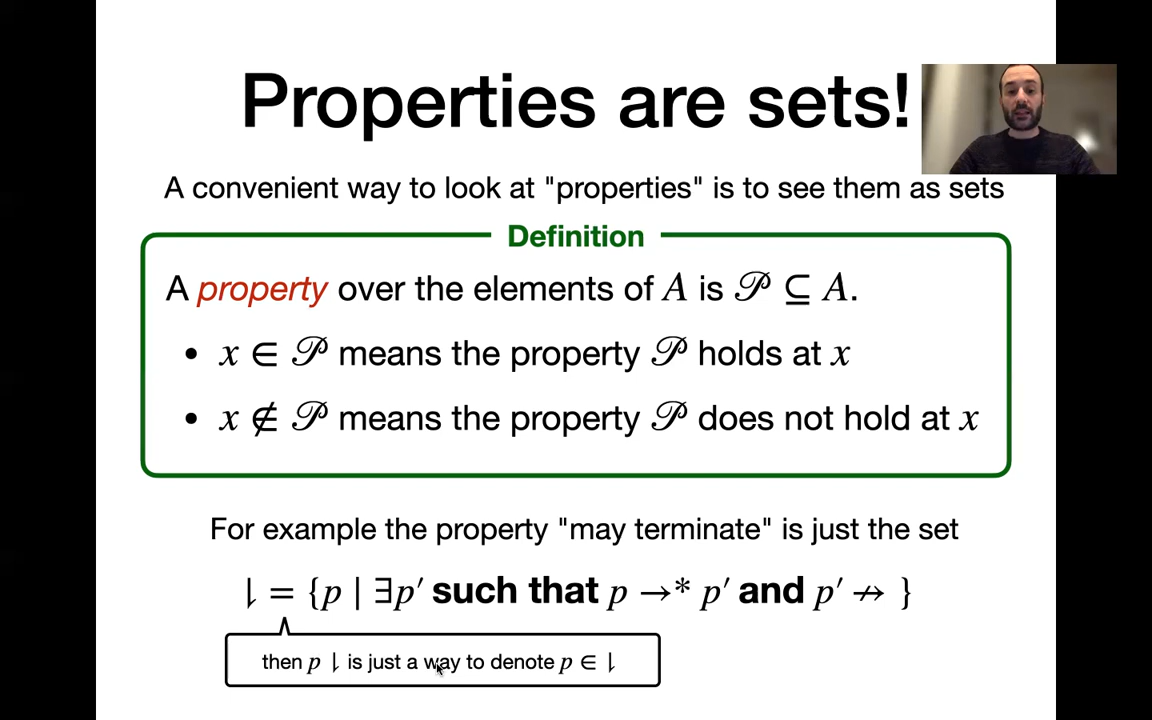 Properties are sets!
A convenient way to look at "properties" is to see them as sets
Definition
A property over the elements of A is 𝒫 ⊆ A.
• x ∈ 𝒫 means the property 𝒫 holds at x
• x ∉ 𝒫 means the property 𝒫 does not hold at x
For example the property "may terminate" is just the set
⇂ = {p | ∃p′ such that p →* p′ and p′ ↛ }
then p ⇂ is just a way to denote p ∈ ⇂